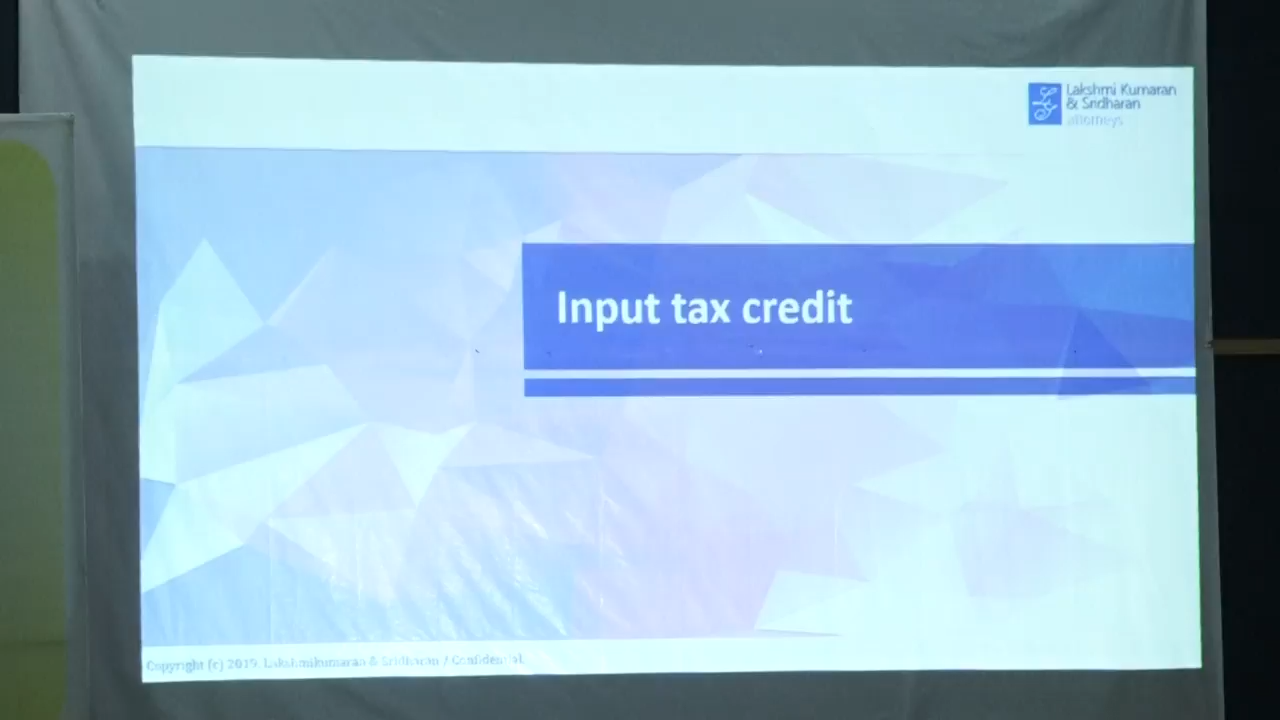 Lakshmi Kumaran
& Sridharan
attorneys
Input tax credit
Copyright (c) 2019. Lakshmikumaran & Sridharan / Confidential.